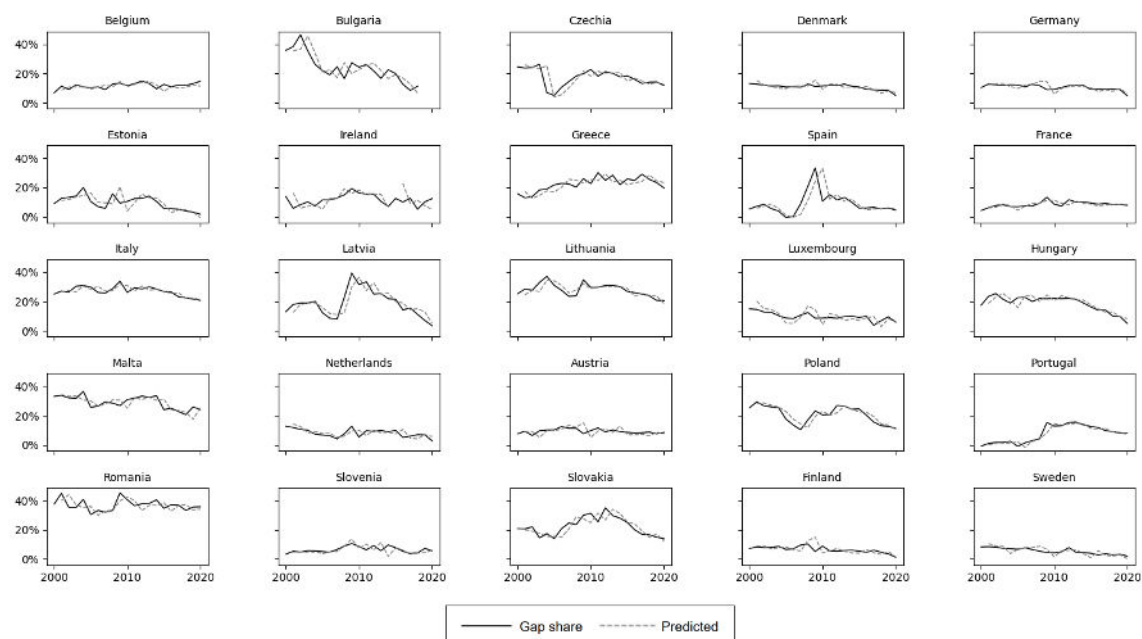 Belgium Bulgaria Czechia Denmark Germany
40%
20%
0%
Estonia Ireland Greece Spain France
40%
20%
0%
Italy Latvia Lithuania Luxembourg Hungary
40%
20%
0%
Malta Netherlands Austria Poland Portugal
40%
20%
0%
Romania Slovenia Slovakia Finland Sweden
40%
20%
0%
2000 2010 2020 2000 2010 2020 2000 2010 2020 2000 2010 2020 2000 2010 2020
Gap share Predicted